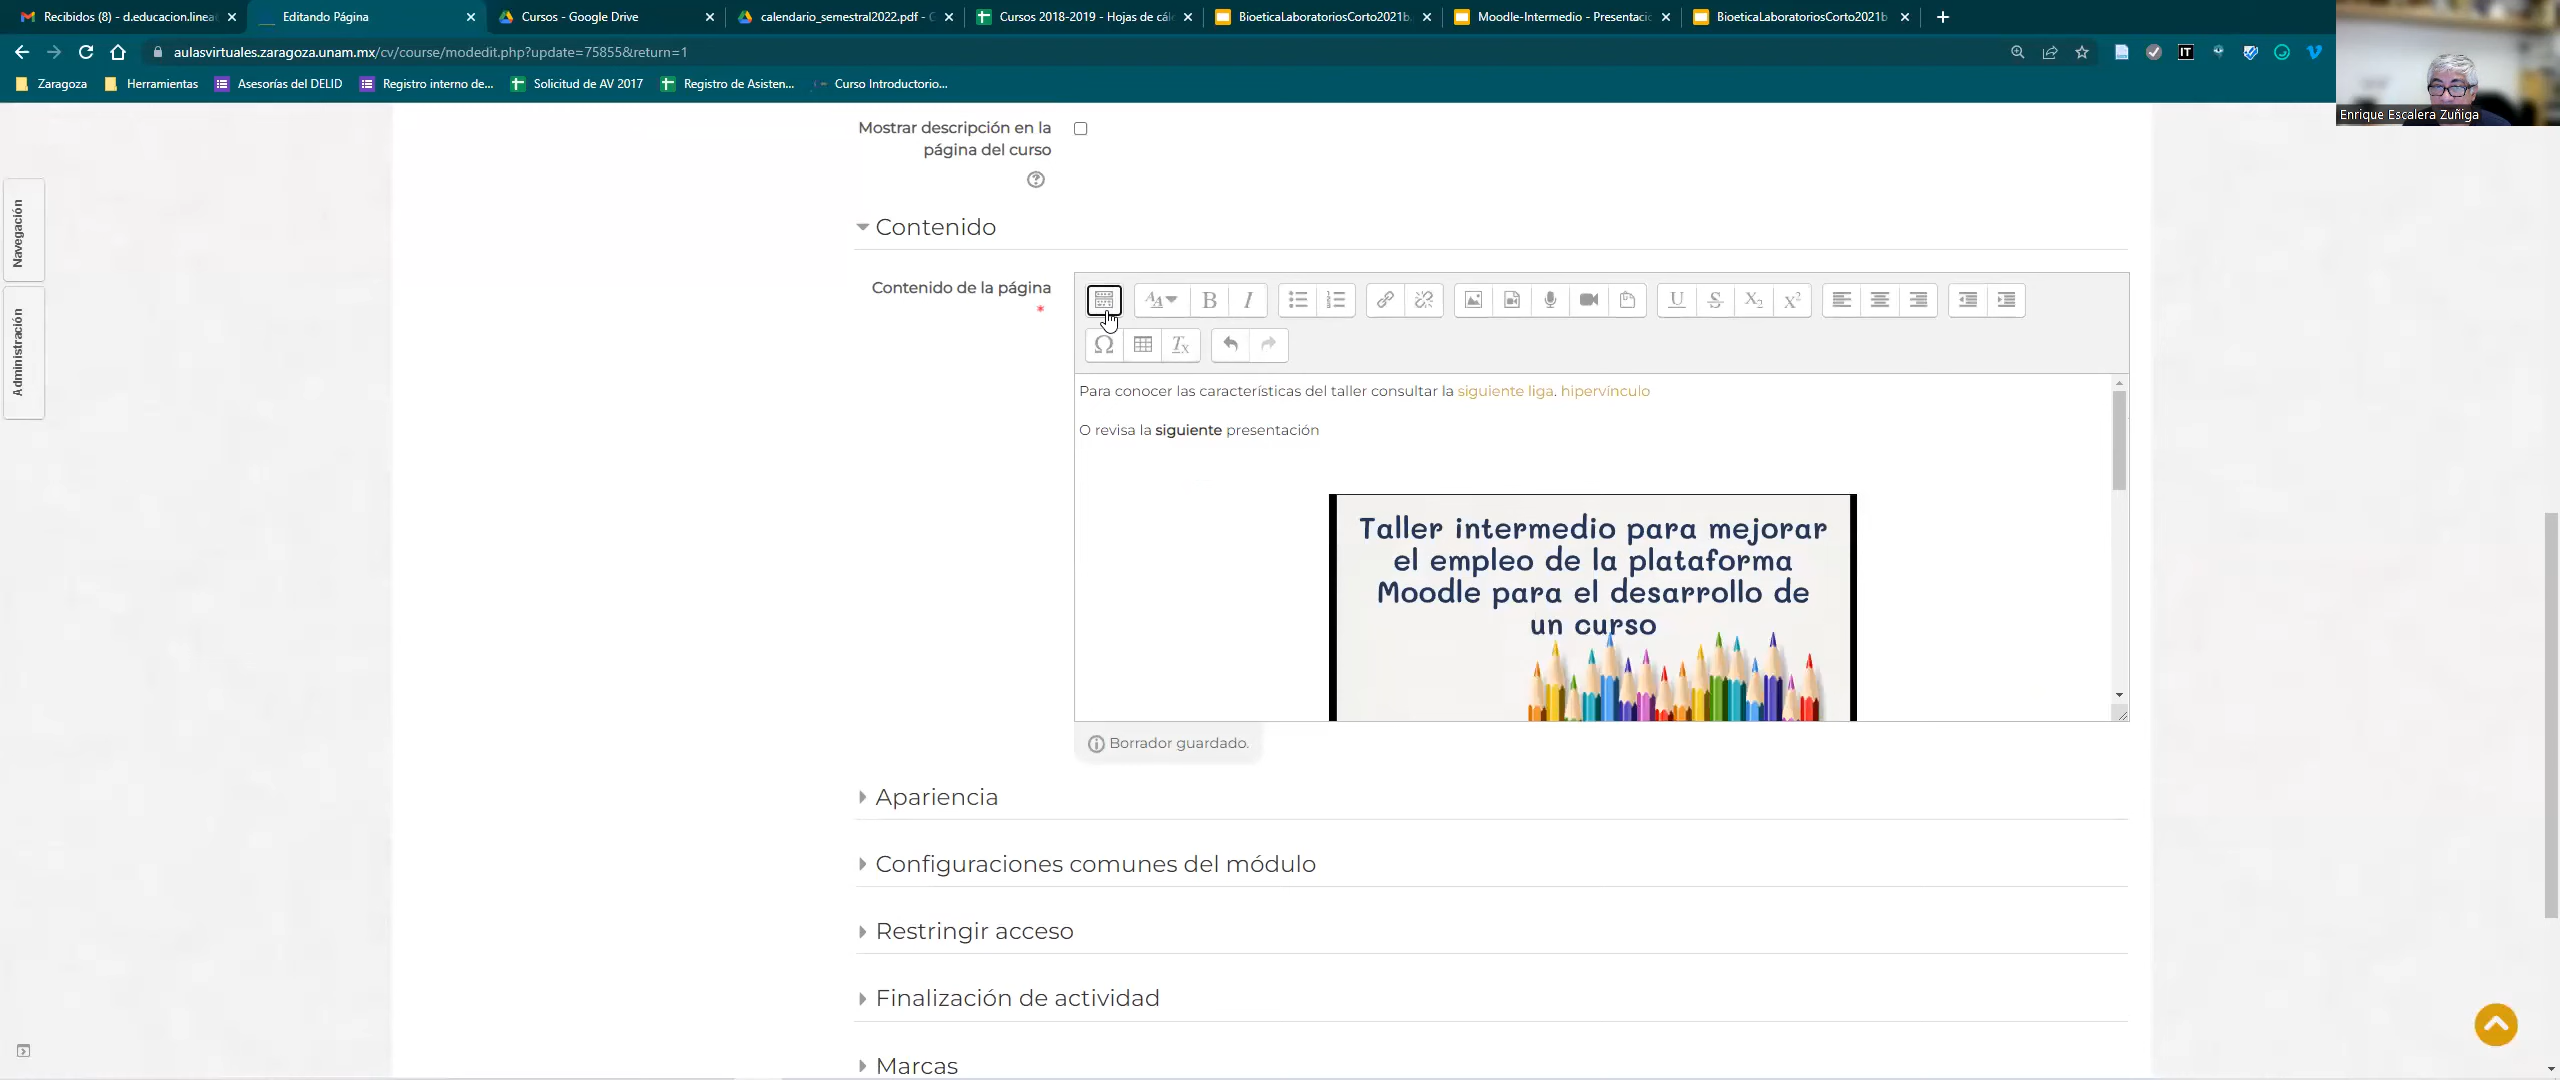 Recibidos (8) - d.educacion.linea
Editando Página
Cursos - Google Drive
calendario_semestral2022.pdf - G
Cursos 2018-2019 - Hojas de cál
BioeticaLaboratoriosCorto2021b
Moodle-Intermedio - Presentaci
BioeticaLaboratoriosCorto2021b
aulasvirtuales.zaragoza.unam.mx/cv/course/modedit.php?update=75855&return=1
Zaragoza
Herramientas
Asesorías del DELID
Registro interno de...
Solicitud de AV 2017
Registro de Asisten...
Curso Introductorio...
Enrique Escalera Zuñiga
Navegación
Administración
Mostrar descripción en la
página del curso
Contenido
Contenido de la página
Para conocer las características del taller consultar la siguiente liga. hipervínculo
O revisa la siguiente presentación
Taller intermedio para mejorar
el empleo de la plataforma
Moodle para el desarrollo de
un curso
Borrador guardado.
Apariencia
Configuraciones comunes del módulo
Restringir acceso
Finalización de actividad
Marcas